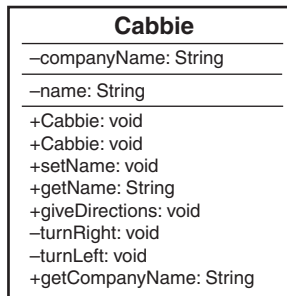 Cabbie
–companyName: String
–name: String
+Cabbie: void
+Cabbie: void
+setName: void
+getName: String
+giveDirections: void
–turnRight: void
–turnLeft: void
+getCompanyName: String